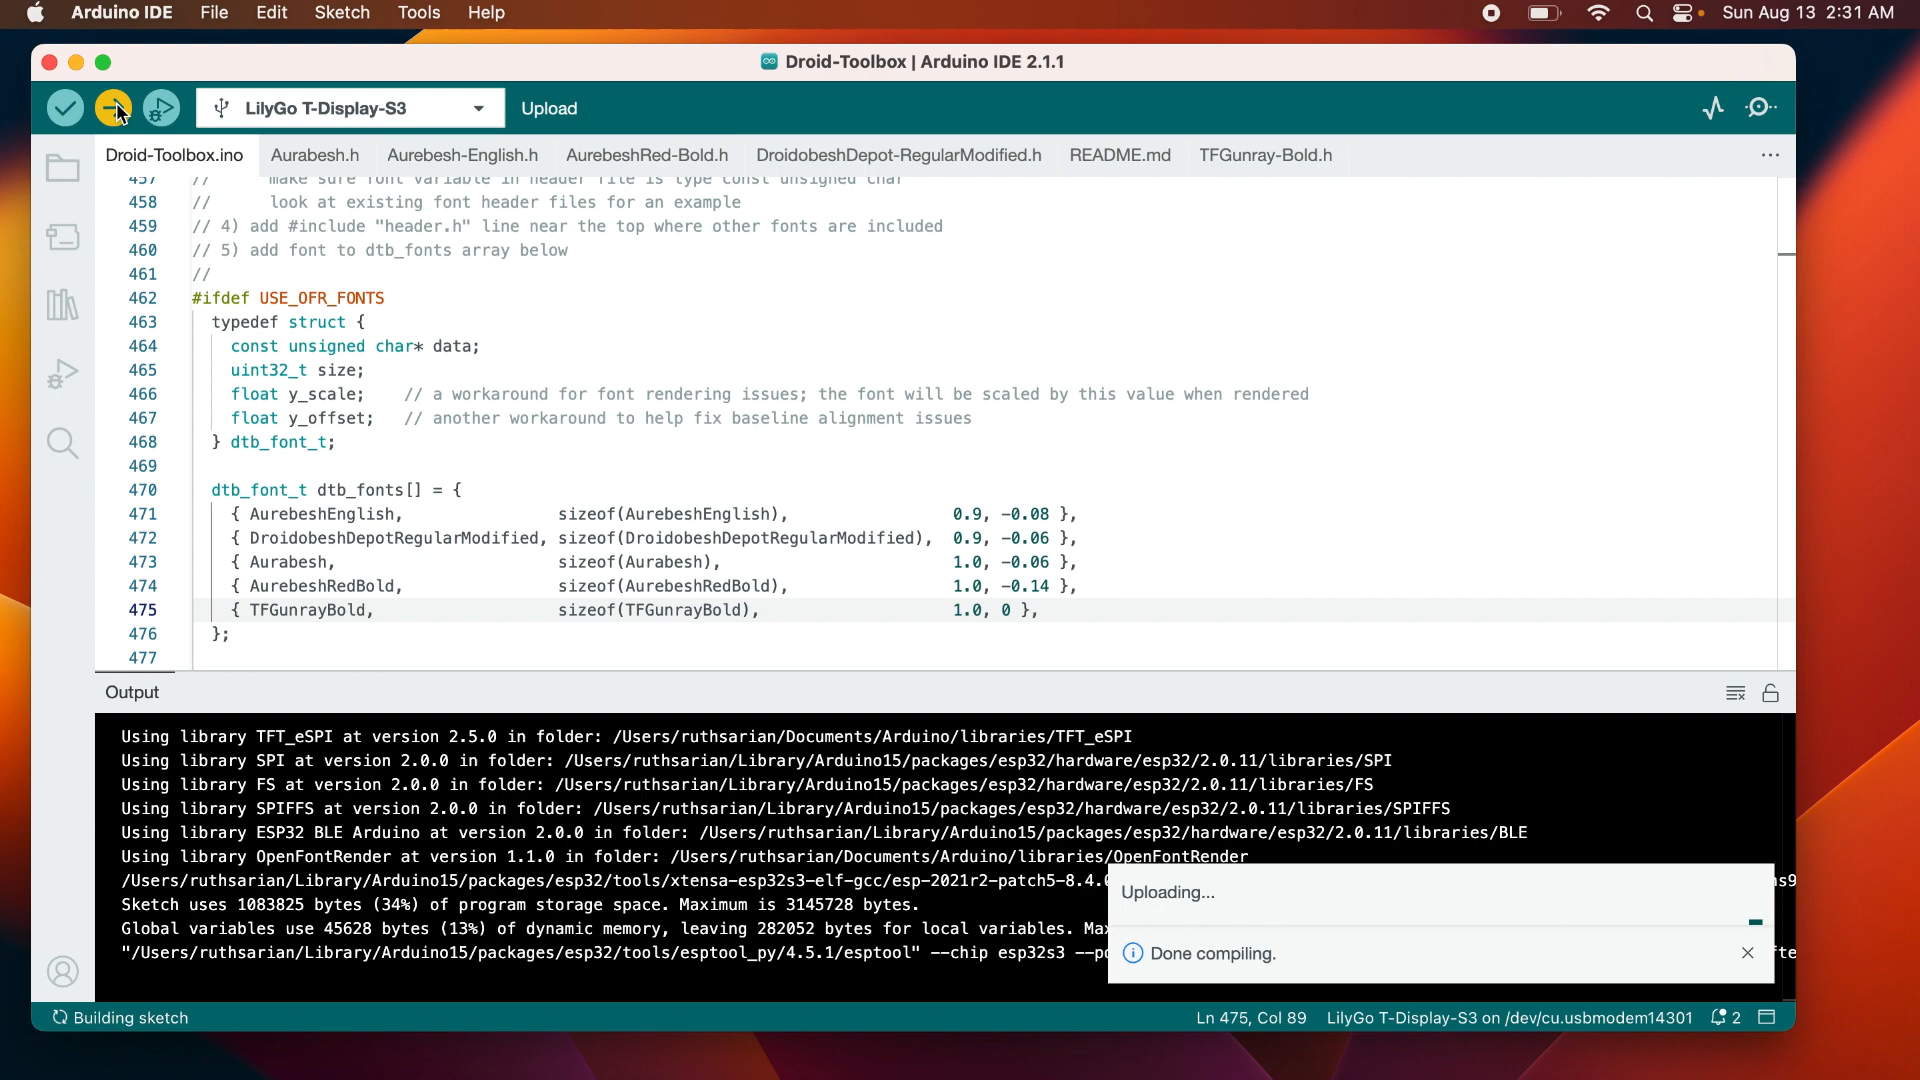 Arduino IDE File Edit Sketch Tools Help Sun Aug 13 2:31 AM
Droid-Toolbox | Arduino IDE 2.1.1
LilyGo T-Display-S3 Upload
Droid-Toolbox.ino Aurabesh.h Aurebesh-English.h AurebeshRed-Bold.h DroidobeshDepot-RegularModified.h README.md TFGunray-Bold.h ...
457 // make sure font variable in header file is type const unsigned char
458 // look at existing font header files for an example
459 // 4) add #include "header.h" line near the top where other fonts are included
460 // 5) add font to dtb_fonts array below
461 //
462 #ifdef USE_OFR_FONTS
463 typedef struct {
464 const unsigned char* data;
465 uint32_t size;
466 float y_scale; // a workaround for font rendering issues; the font will be scaled by this value when rendered
467 float y_offset; // another workaround to help fix baseline alignment issues
468 } dtb_font_t;
469
470 dtb_font_t dtb_fonts[] = {
471 { AurebeshEnglish, sizeof(AurebeshEnglish), 0.9, -0.08 },
472 { DroidobeshDepotRegularModified, sizeof(DroidobeshDepotRegularModified), 0.9, -0.06 },
473 { Aurabesh, sizeof(Aurabesh), 1.0, -0.06 },
474 { AurebeshRedBold, sizeof(AurebeshRedBold), 1.0, -0.14 },
475 { TFGunrayBold, sizeof(TFGunrayBold), 1.0, 0 },
476 };
477
Output
Using library TFT_eSPI at version 2.5.0 in folder: /Users/ruthsarian/Documents/Arduino/libraries/TFT_eSPI
Using library SPI at version 2.0.0 in folder: /Users/ruthsarian/Library/Arduino15/packages/esp32/hardware/esp32/2.0.11/libraries/SPI
Using library FS at version 2.0.0 in folder: /Users/ruthsarian/Library/Arduino15/packages/esp32/hardware/esp32/2.0.11/libraries/FS
Using library SPIFFS at version 2.0.0 in folder: /Users/ruthsarian/Library/Arduino15/packages/esp32/hardware/esp32/2.0.11/libraries/SPIFFS
Using library ESP32 BLE Arduino at version 2.0.0 in folder: /Users/ruthsarian/Library/Arduino15/packages/esp32/hardware/esp32/2.0.11/libraries/BLE
Using library OpenFontRender at version 1.1.0 in folder: /Users/ruthsarian/Documents/Arduino/libraries/OpenFontRender
/Users/ruthsarian/Library/Arduino15/packages/esp32/tools/xtensa-esp32s3-elf-gcc/esp-2021r2-patch5-8.4.
Sketch uses 1083825 bytes (34%) of program storage space. Maximum is 3145728 bytes.
Global variables use 45628 bytes (13%) of dynamic memory, leaving 282052 bytes for local variables.
"/Users/ruthsarian/Library/Arduino15/packages/esp32/tools/esptool_py/4.5.1/esptool" --chip esp32s3
Uploading...
Done compiling.
Building sketch Ln 475, Col 89 LilyGo T-Display-S3 on /dev/cu.usbmodem14301 2